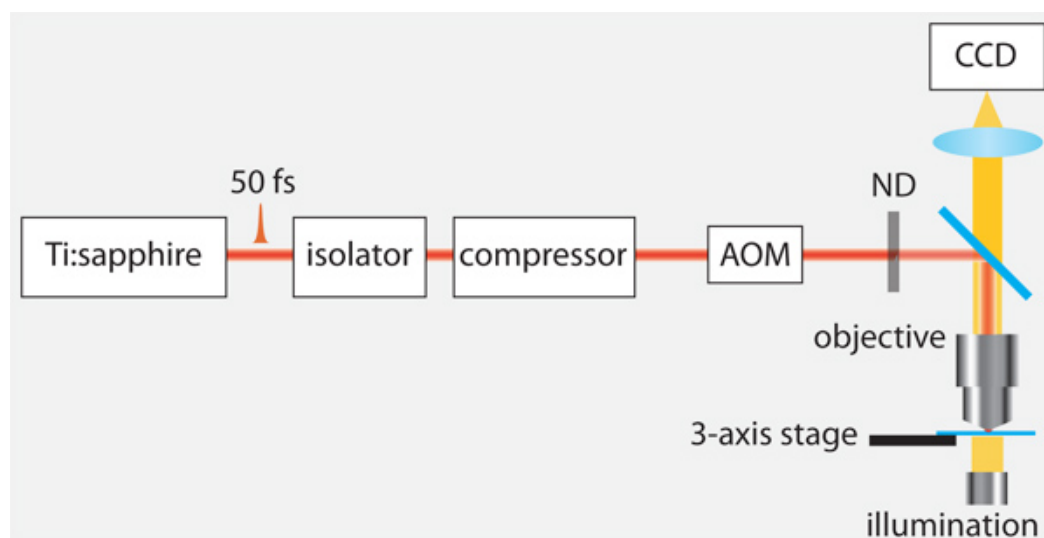 CCD
50 fs
ND
Ti:sapphire
isolator
compressor
AOM
objective
3-axis stage
illumination